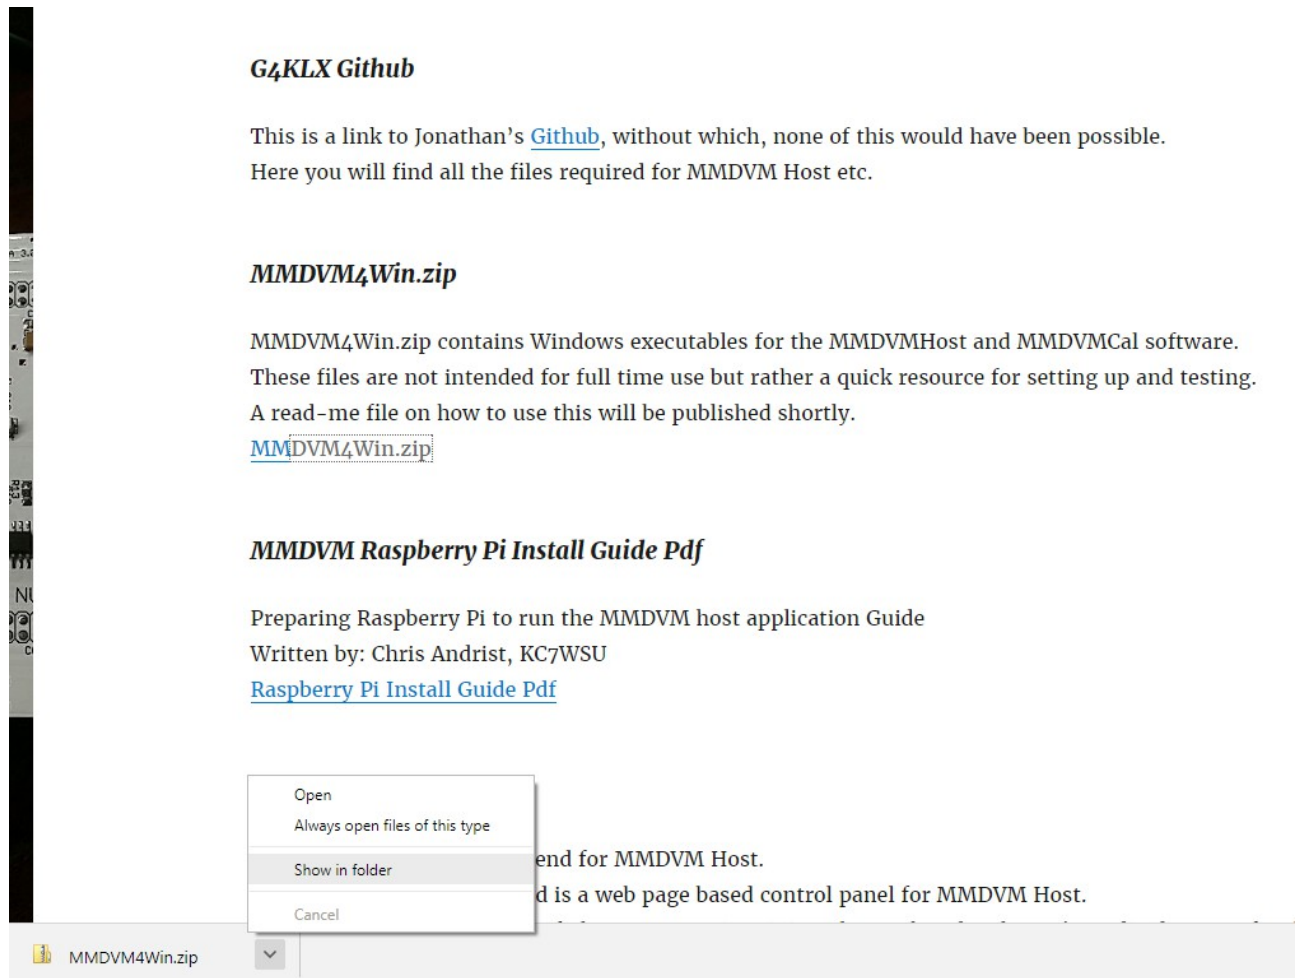 G4KLX Github
This is a link to Jonathan's Github, without which, none of this would have been possible.
Here you will find all the files required for MMDVM Host etc.
MMDVM4Win.zip
MMDVM4Win.zip contains Windows executables for the MMDVMHost and MMDVMCal software.
These files are not intended for full time use but rather a quick resource for setting up and testing.
A read-me file on how to use this will be published shortly.
MMDVM4Win.zip
MMDVM Raspberry Pi Install Guide Pdf
Preparing Raspberry Pi to run the MMDVM host application Guide
Written by: Chris Andrist, KC7WSU
Raspberry Pi Install Guide Pdf
Open
Always open files of this type
Show in folder
Cancel
end for MMDVM Host.
d is a web page based control panel for MMDVM Host.
MMDVM4Win.zip